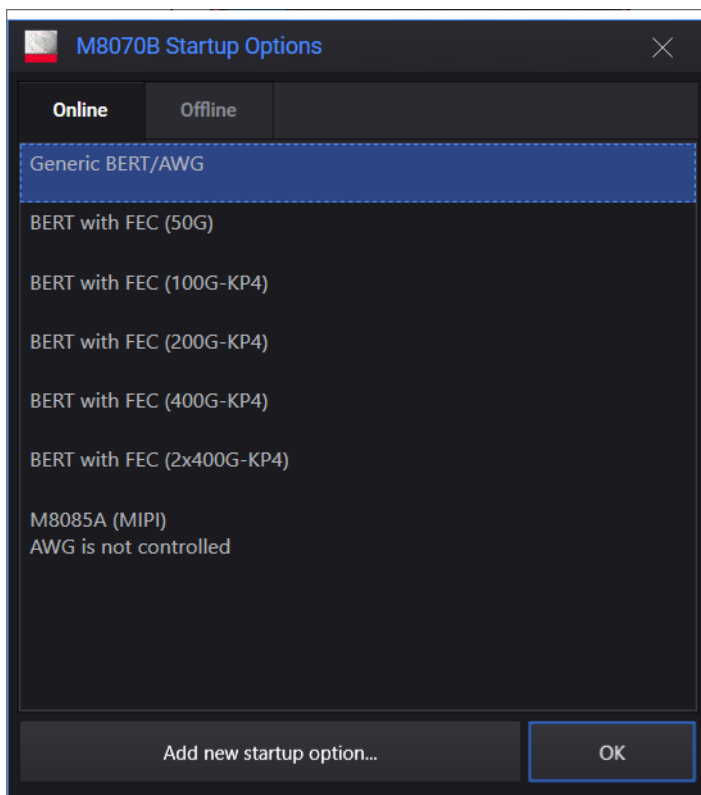 M8070B Startup Options
Online
Offline
Generic BERT/AWG
BERT with FEC (50G)
BERT with FEC (100G-KP4)
BERT with FEC (200G-KP4)
BERT with FEC (400G-KP4)
BERT with FEC (2x400G-KP4)
M8085A (MIPI)
AWG is not controlled
Add new startup option...
OK